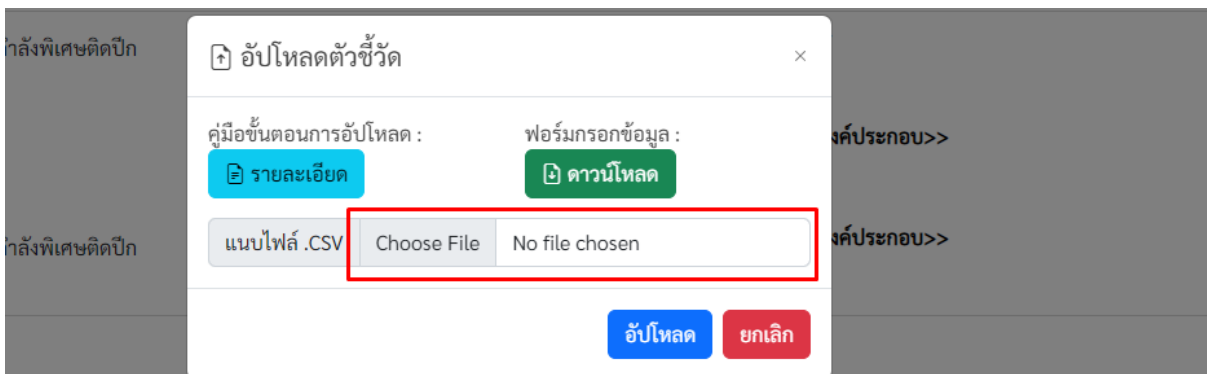 อัปโหลดตัวชี้วัด ×
กำลังพิเศษติดปีก
คู่มือขั้นตอนการอัปโหลด : ฟอร์มกรอกข้อมูล :
รายละเอียด ดาวน์โหลด
งค์ประกอบ>>
แนบไฟล์ .CSV Choose File No file chosen
กำลังพิเศษติดปีก
งค์ประกอบ>>
อัปโหลด ยกเลิก